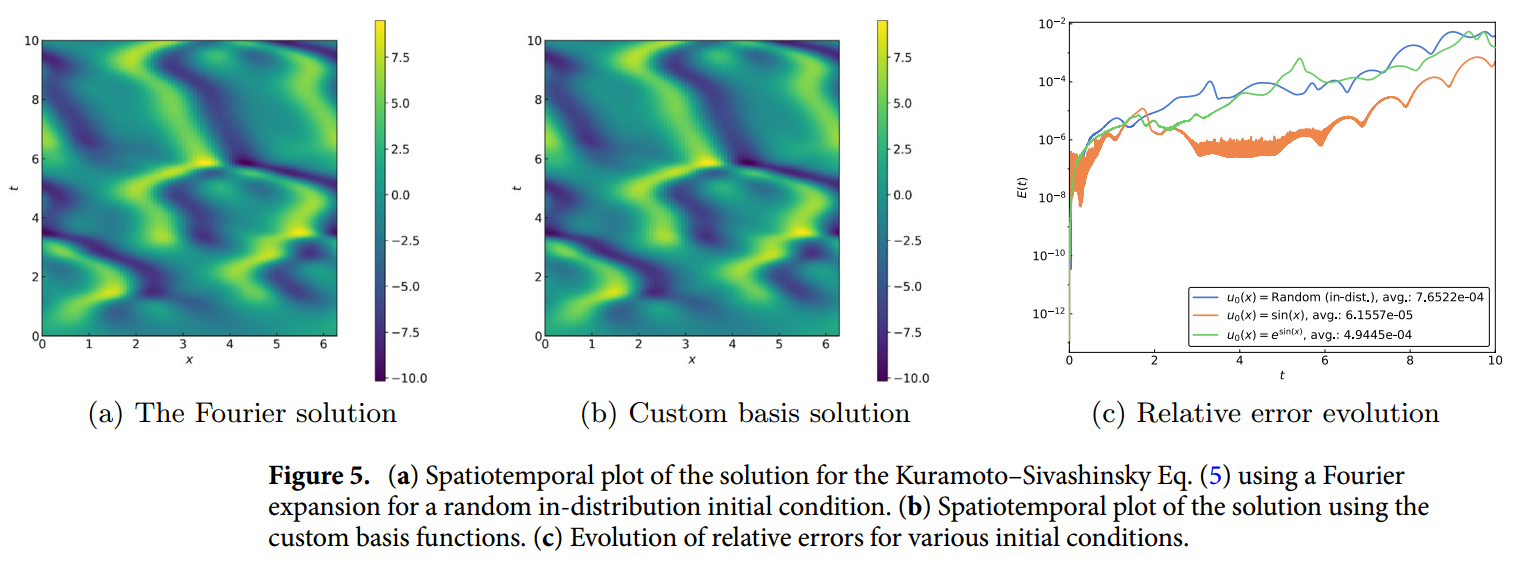 10
8
6
4
2
0
t
0 1 2 3 4 5 6
x
7.5
5.0
2.5
0.0
−2.5
−5.0
−7.5
−10.0
(a) The Fourier solution
10
8
6
4
2
0
t
0 1 2 3 4 5 6
x
7.5
5.0
2.5
0.0
−2.5
−5.0
−7.5
−10.0
(b) Custom basis solution
10⁻²
10⁻⁴
10⁻⁶
10⁻⁸
10⁻¹⁰
10⁻¹²
E(t)
u₀(x) = Random (in-dist.), avg.: 7.6522e-04
u₀(x) = sin(x), avg.: 6.1557e-05
u₀(x) = e^sin(x), avg.: 4.9445e-04
0 2 4 6 8 10
t
(c) Relative error evolution
Figure 5. (a) Spatiotemporal plot of the solution for the Kuramoto–Sivashinsky Eq. (5) using a Fourier
expansion for a random in-distribution initial condition. (b) Spatiotemporal plot of the solution using the
custom basis functions. (c) Evolution of relative errors for various initial conditions.